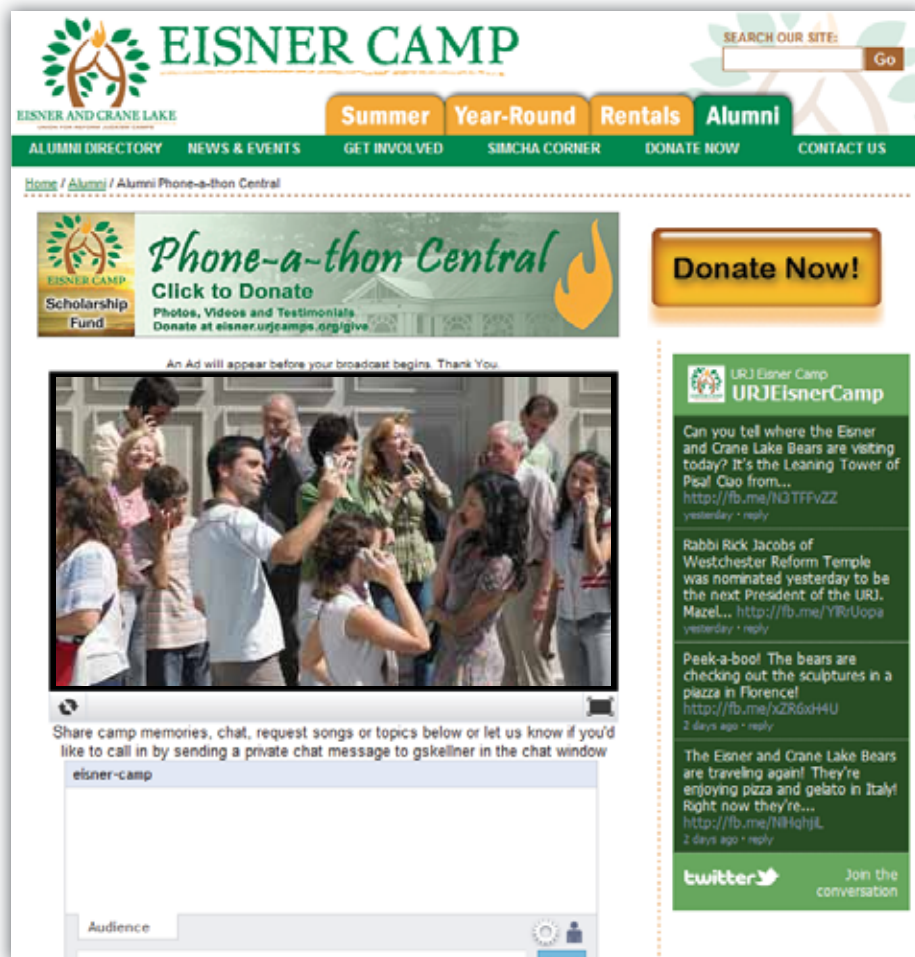 EISNER CAMP
SEARCH OUR SITE:
Go
EISNER AND CRANE LAKE
UNION FOR REFORM JUDAISM CAMPS
Summer
Year-Round
Rentals
Alumni
ALUMNI DIRECTORY
NEWS & EVENTS
GET INVOLVED
SIMCHA CORNER
DONATE NOW
CONTACT US
Home / Alumni / Alumni Phone-a-thon Central
EISNER CAMP
Scholarship
Fund
Phone-a-thon Central
Click to Donate
Photos, Videos and Testimonials
Donate at eisner.urjcamps.org/give
Donate Now!
An Ad will appear before your broadcast begins. Thank You.
Share camp memories, chat, request songs or topics below or let us know if you'd
like to call in by sending a private chat message to gskellner in the chat window
eisner-camp
Audience
URJ Eisner Camp
URJEisnerCamp
Can you tell where the Eisner
and Crane Lake Bears are visiting
today? It's the Leaning Tower of
Pisa! Ciao from...
http://fb.me/N3TFFvZZ
yesterday · reply
Rabbi Rick Jacobs of
Westchester Reform Temple
was nominated yesterday to be
the next President of the URJ.
Mazel... http://fb.me/YlRrUopa
yesterday · reply
Peek-a-boo! The bears are
checking out the sculptures in a
piazza in Florence!
http://fb.me/xZR6xH4U
2 days ago · reply
The Eisner and Crane Lake Bears
are traveling again! They're
enjoying pizza and gelato in Italy!
Right now they're...
http://fb.me/NlHqhjiL
2 days ago · reply
twitter
Join the
conversation